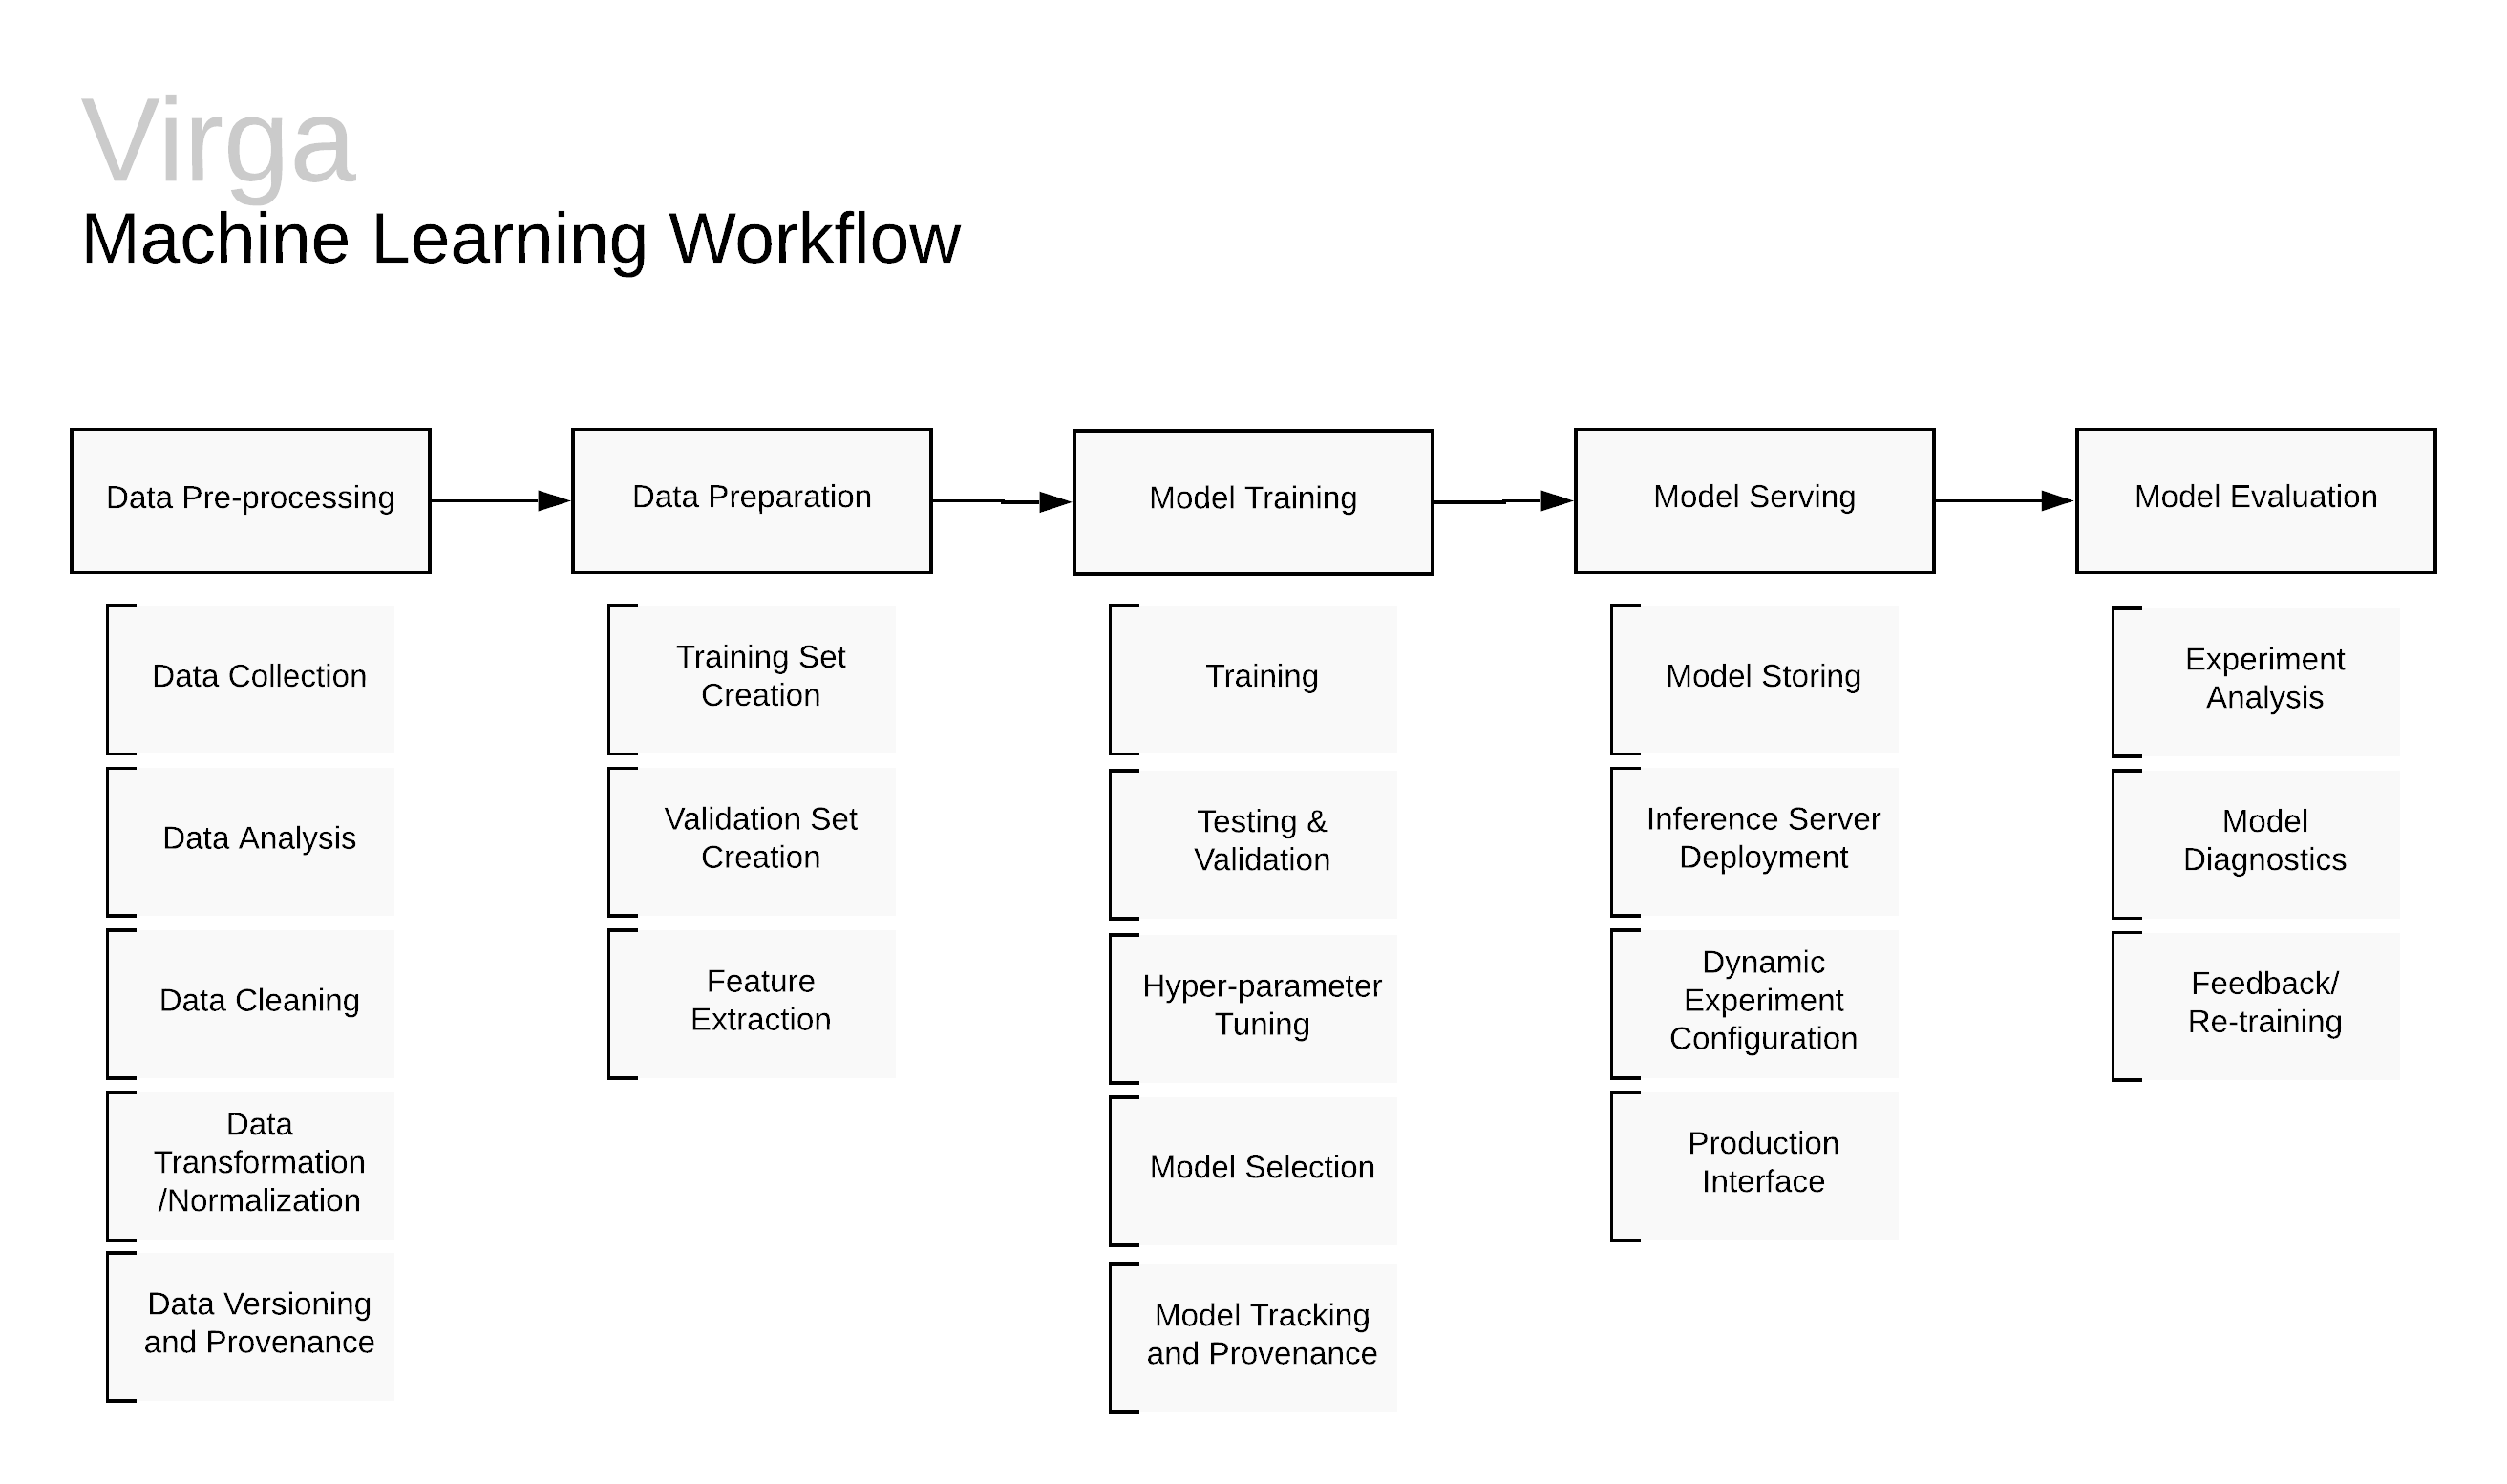 Virga
Machine Learning Workflow
Data Pre-processing
Data Preparation
Model Training
Model Serving
Model Evaluation
Data Collection
Data Analysis
Data Cleaning
Data
Transformation
/Normalization
Data Versioning
and Provenance
Training Set
Creation
Validation Set
Creation
Feature
Extraction
Training
Testing &
Validation
Hyper-parameter
Tuning
Model Selection
Model Tracking
and Provenance
Model Storing
Inference Server
Deployment
Dynamic
Experiment
Configuration
Production
Interface
Experiment
Analysis
Model
Diagnostics
Feedback/
Re-training